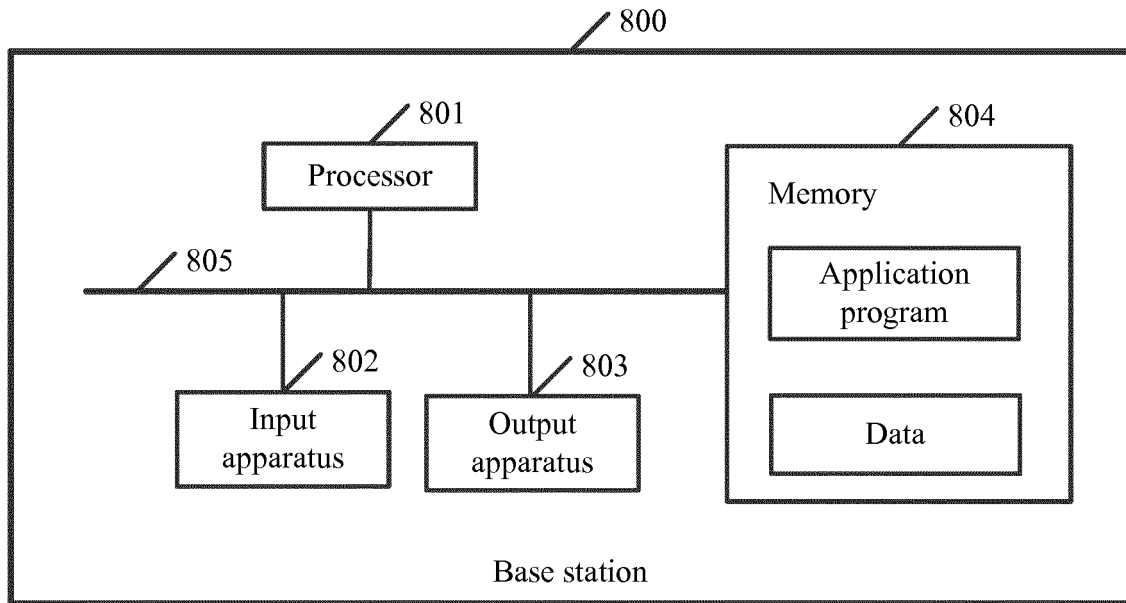 800
801
Processor
804
Memory
805
Application
program
802
803
Input
apparatus
Output
apparatus
Data
Base station